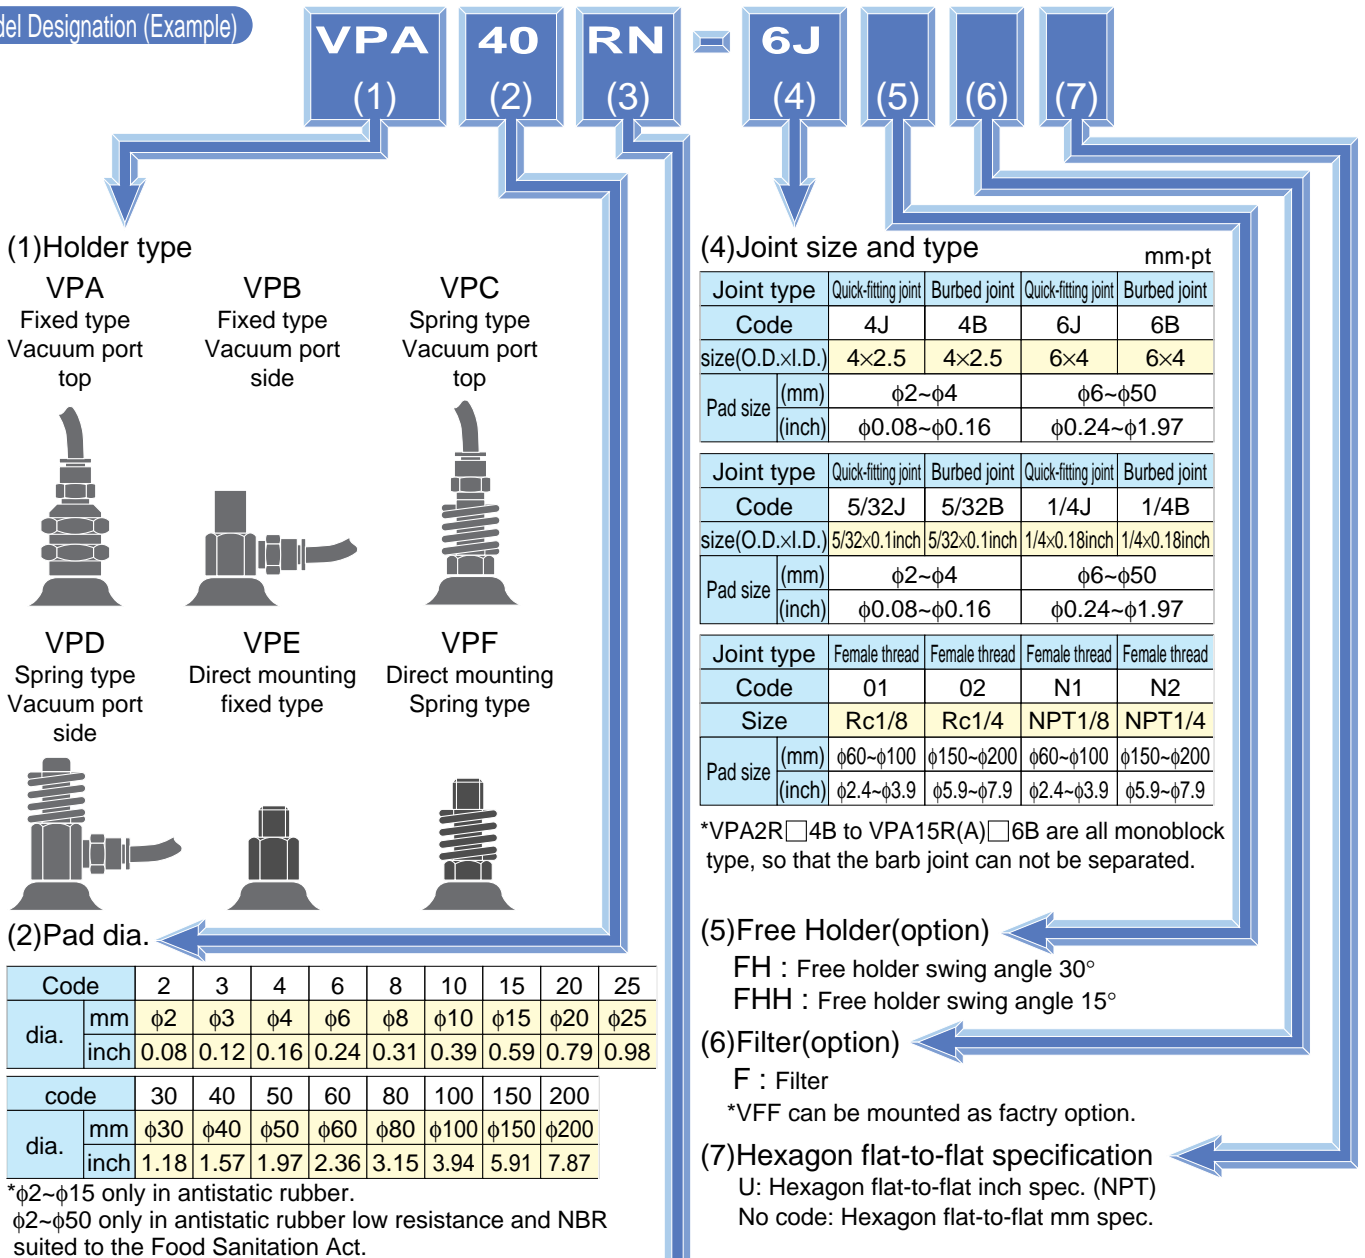 del Designation (Example)
VPA 40 RN - 6J
(1) (2) (3) (4) (5) (6) (7)
(1)Holder type
VPA VPB VPC
Fixed type Fixed type Spring type
Vacuum port Vacuum port Vacuum port
top side top
VPD VPE VPF
Spring type Direct mounting Direct mounting
Vacuum port fixed type Spring type
side
(2)Pad dia.
Code 2 3 4 6 8 10 15 20 25
dia. mm ϕ2 ϕ3 ϕ4 ϕ6 ϕ8 ϕ10 ϕ15 ϕ20 ϕ25
inch 0.08 0.12 0.16 0.24 0.31 0.39 0.59 0.79 0.98
code 30 40 50 60 80 100 150 200
dia. mm ϕ30 ϕ40 ϕ50 ϕ60 ϕ80 ϕ100 ϕ150 ϕ200
inch 1.18 1.57 1.97 2.36 3.15 3.94 5.91 7.87
*ϕ2~ϕ15 only in antistatic rubber.
ϕ2~ϕ50 only in antistatic rubber low resistance and NBR
suited to the Food Sanitation Act.
(4)Joint size and type mm·pt
Joint type Quick-fitting joint Burbed joint Quick-fitting joint Burbed joint
Code 4J 4B 6J 6B
size(O.D.×I.D.) 4×2.5 4×2.5 6×4 6×4
Pad size (mm) ϕ2~ϕ4 ϕ6~ϕ50
(inch) ϕ0.08~ϕ0.16 ϕ0.24~ϕ1.97
Joint type Quick-fitting joint Burbed joint Quick-fitting joint Burbed joint
Code 5/32J 5/32B 1/4J 1/4B
size(O.D.×I.D.) 5/32×0.1inch 5/32×0.1inch 1/4×0.18inch 1/4×0.18inch
Pad size (mm) ϕ2~ϕ4 ϕ6~ϕ50
(inch) ϕ0.08~ϕ0.16 ϕ0.24~ϕ1.97
Joint type Female thread Female thread Female thread Female thread
Code 01 02 N1 N2
Size Rc1/8 Rc1/4 NPT1/8 NPT1/4
Pad size (mm) ϕ60~ϕ100 ϕ150~ϕ200 ϕ60~ϕ100 ϕ150~ϕ200
(inch) ϕ2.4~ϕ3.9 ϕ5.9~ϕ7.9 ϕ2.4~ϕ3.9 ϕ5.9~ϕ7.9
*VPA2R□4B to VPA15R(A)□6B are all monoblock
type, so that the barb joint can not be separated.
(5)Free Holder(option)
FH : Free holder swing angle 30°
FHH : Free holder swing angle 15°
(6)Filter(option)
F : Filter
*VFF can be mounted as factry option.
(7)Hexagon flat-to-flat specification
U: Hexagon flat-to-flat inch spec. (NPT)
No code: Hexagon flat-to-flat mm spec.